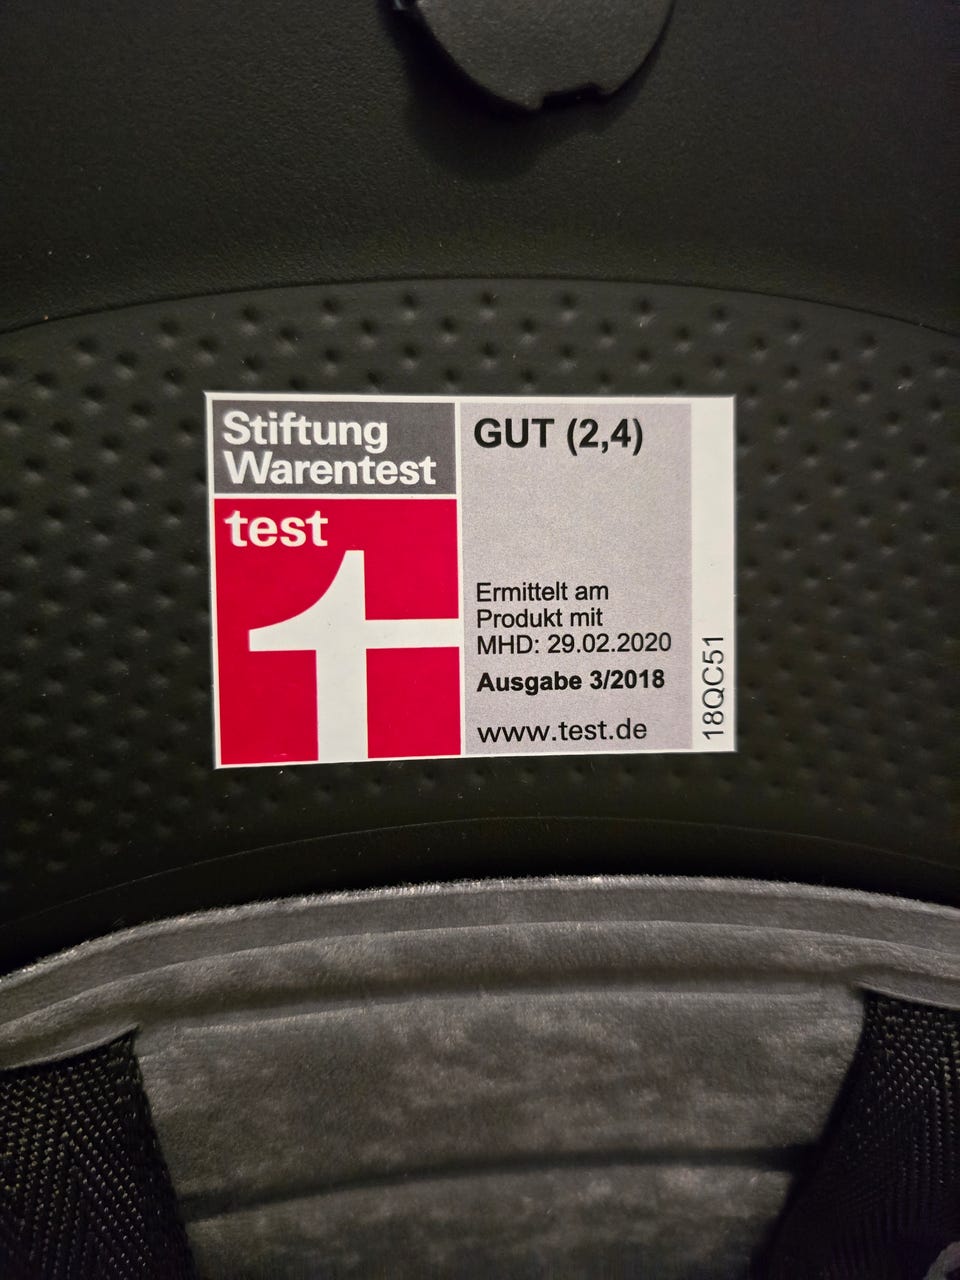 Stiftung
Warentest
test
GUT (2,4)
Ermittelt am
Produkt mit
MHD: 29.02.2020
Ausgabe 3/2018
www.test.de
18QC51